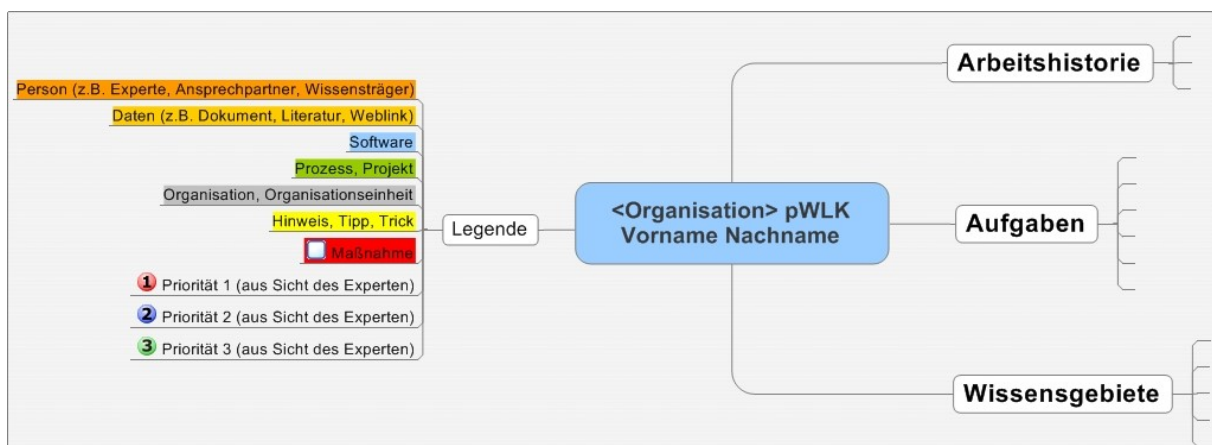 Arbeitshistorie
Person (z.B. Experte, Ansprechpartner, Wissensträger)
Daten (z.B. Dokument, Literatur, Weblink)
Software
Prozess, Projekt
Organisation, Organisationseinheit
Hinweis, Tipp, Trick
Maßnahme
1 Priorität 1 (aus Sicht des Experten)
2 Priorität 2 (aus Sicht des Experten)
3 Priorität 3 (aus Sicht des Experten)
Legende
<Organisation> pWLK
Vorname Nachname
Aufgaben
Wissensgebiete